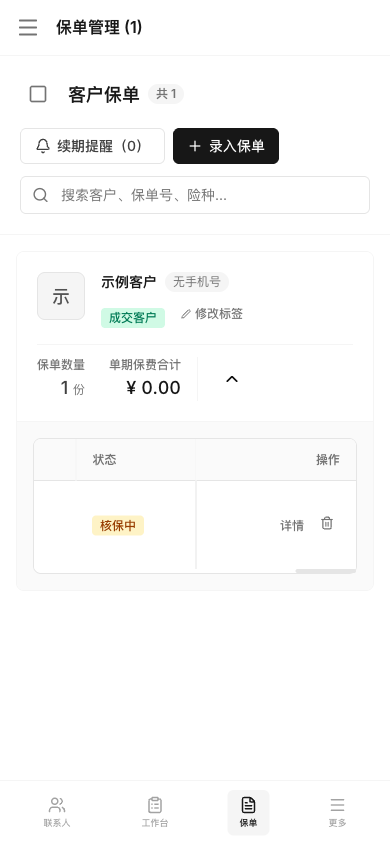 保单管理 (1)
客户保单 共 1
续期提醒（0） 录入保单
搜索客户、保单号、险种...
示 示例客户 无手机号
成交客户 修改标签
保单数量 单期保费合计
1 份 ¥ 0.00
状态 操作
核保中 详情
联系人 工作台 保单 更多